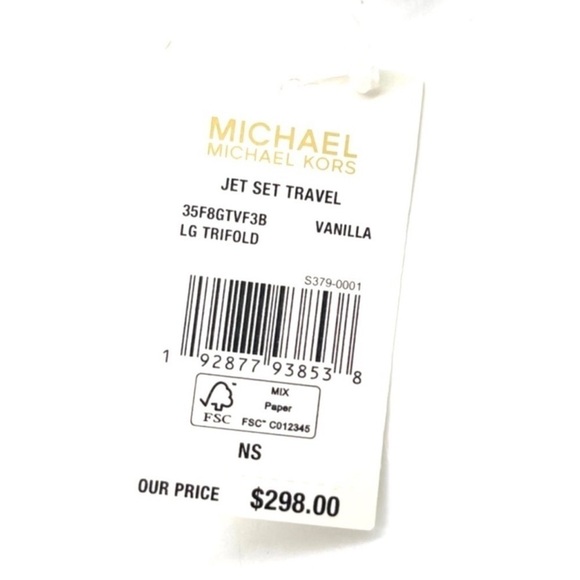 MICHAEL
MICHAEL KORS
JET SET TRAVEL
35F8GTVF3B VANILLA
LG TRIFOLD
S379-0001
1 92877 93853 8
FSC
MIX
Paper
FSC™ C012345
NS
OUR PRICE $298.00